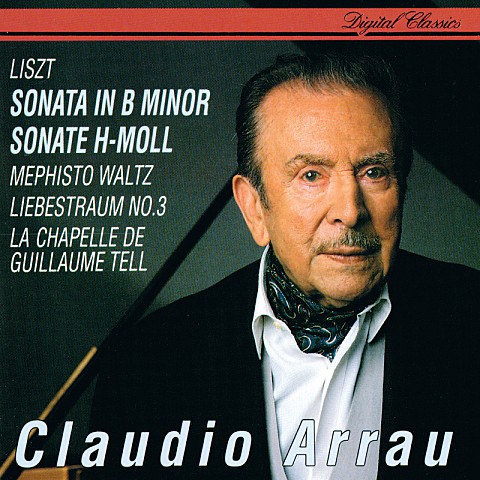 Digital Classics
LISZT
SONATA IN B MINOR
SONATE H-MOLL
MEPHISTO WALTZ
LIEBESTRAUM NO.3
LA CHAPELLE DE
GUILLAUME TELL
Claudio Arrau